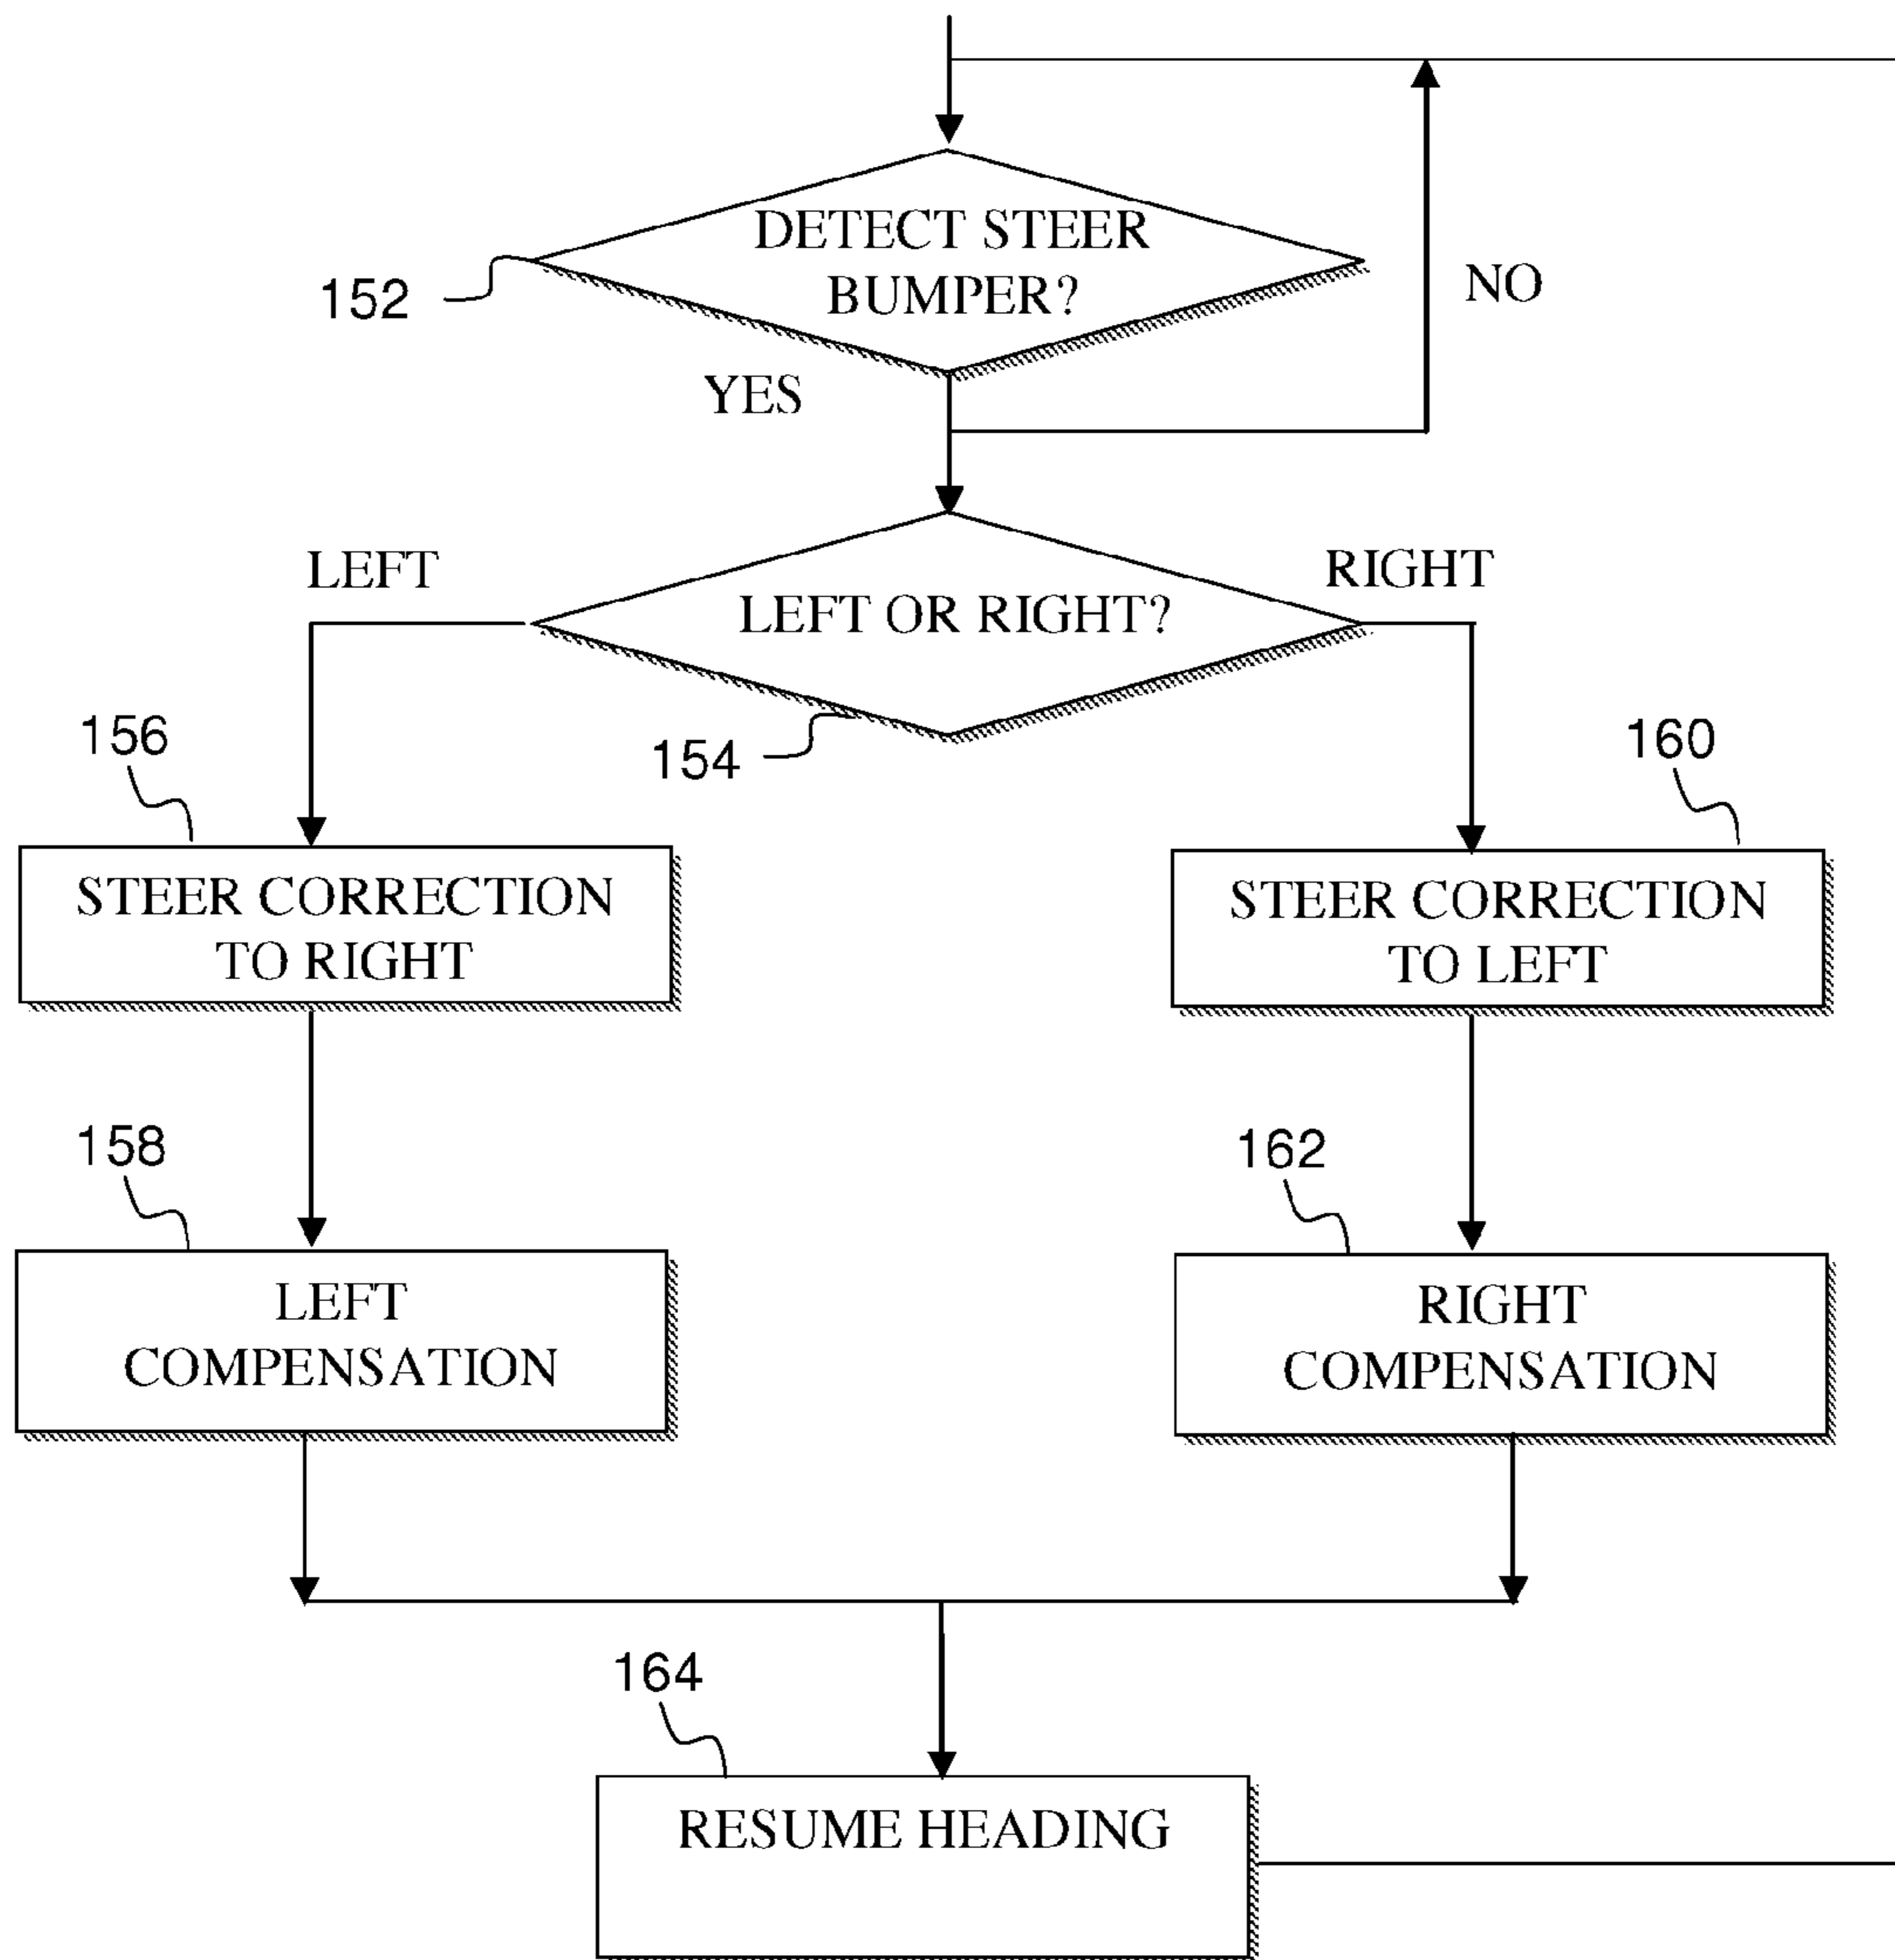 DETECT STEER
BUMPER?
152
NO
YES
LEFT
RIGHT
LEFT OR RIGHT?
156
154
160
STEER CORRECTION
TO RIGHT
STEER CORRECTION
TO LEFT
158
162
LEFT
COMPENSATION
RIGHT
COMPENSATION
164
RESUME HEADING